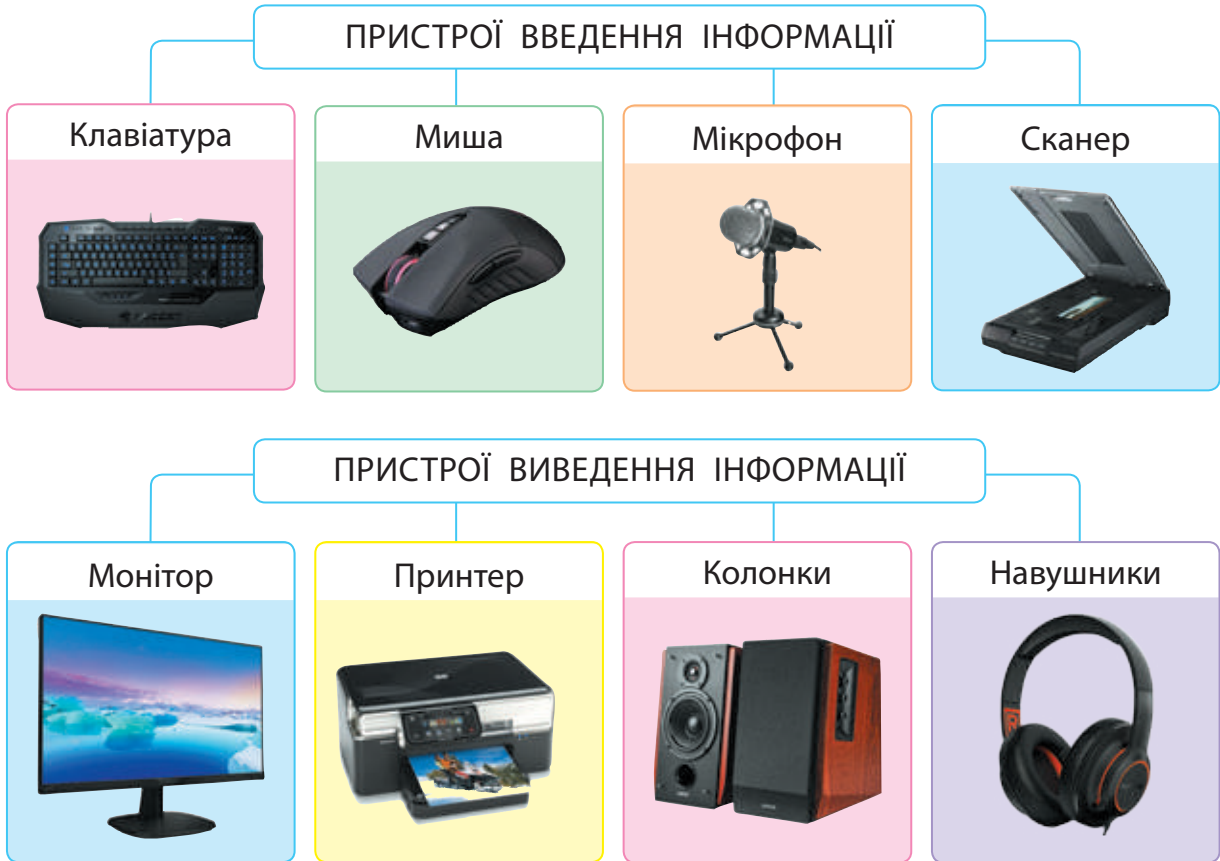 ПРИСТРОЇ ВВЕДЕННЯ ІНФОРМАЦІЇ
Клавіатура
Миша
Мікрофон
Сканер
ПРИСТРОЇ ВИВЕДЕННЯ ІНФОРМАЦІЇ
Монітор
Принтер
Колонки
Навушники